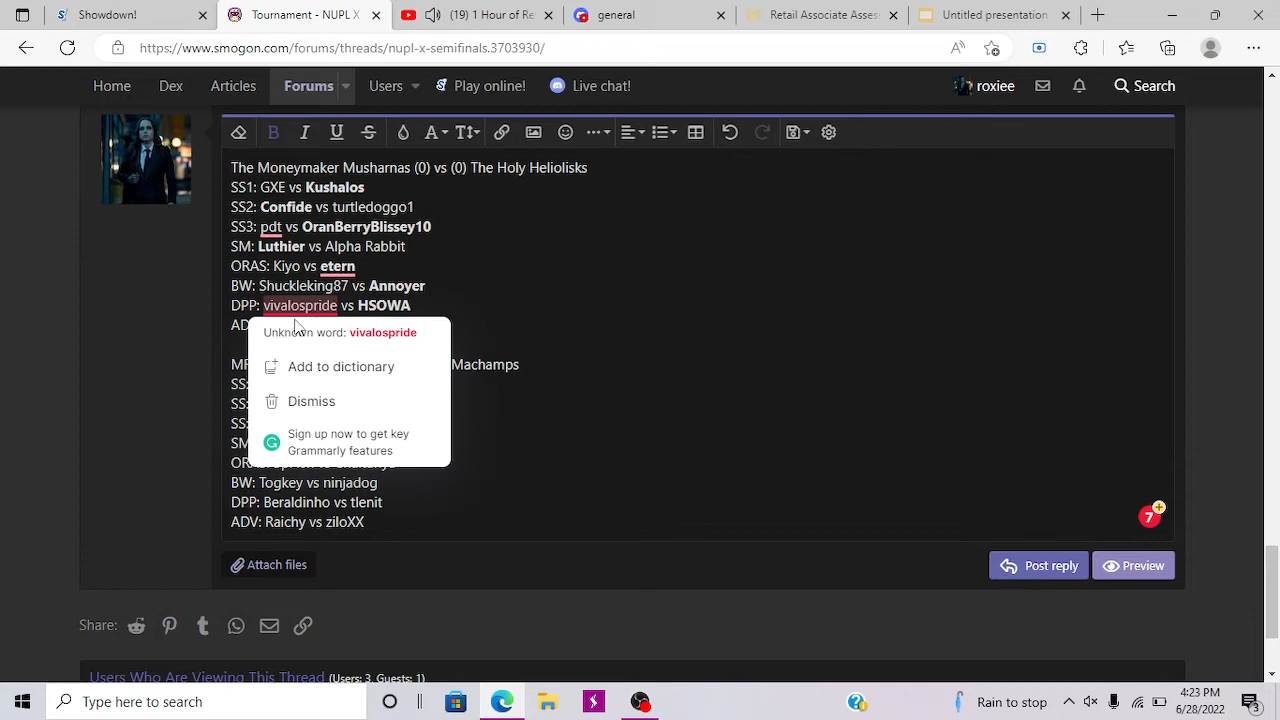 Showdown!
Tournament - NUPL X
(19) 1 Hour of Re
general
Retail Associate Asses
Untitled presentation
https://www.smogon.com/forums/threads/nupl-x-semifinals.3703930/
Home Dex Articles Forums Users Play online! Live chat! roxiee Search
The Moneymaker Musharnas (0) vs (0) The Holy Heliolisks
SS1: GXE vs Kushalos
SS2: Confide vs turtledoggo1
SS3: pdt vs OranBerryBlissey10
SM: Luthier vs Alpha Rabbit
ORAS: Kiyo vs etern
BW: Shuckleking87 vs Annoyer
DPP: vivalospride vs HSOWA
Unknown word: vivalospride
Add to dictionary
Machamps
Dismiss
Sign up now to get key
Grammarly features
BW: Togkey vs ninjadog
DPP: Beraldinho vs tlenit
ADV: Raichy vs ziloXX
7
Attach files
Post reply
Preview
Share:
Users Who Are Viewing This Thread (Users: 3, Guests: 1)
Type here to search
Rain to stop
4:23 PM
6/28/2022
3